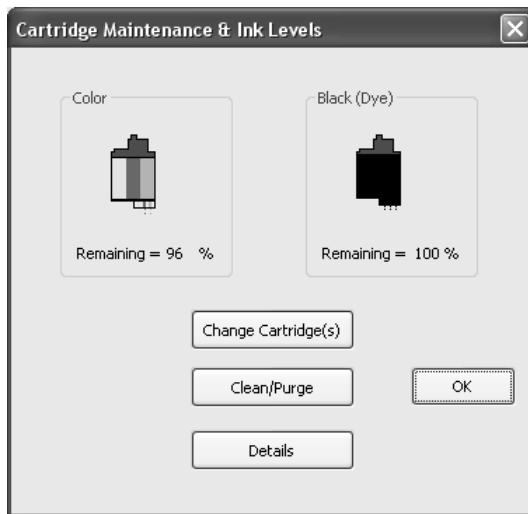 Cartridge Maintenance & Ink Levels
Color
Black (Dye)
Remaining = 96 %
Remaining = 100 %
Change Cartridge(s)
Clean/Purge
OK
Details